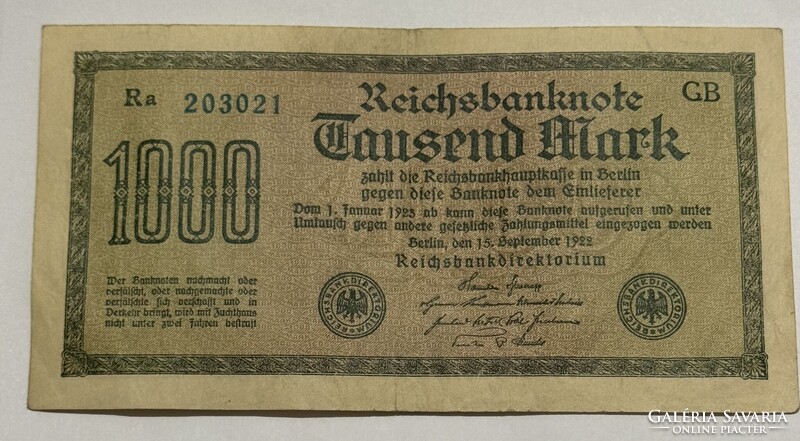 Ra 203021
Reichsbanknote
GB
Tausend Mark
1000
zahlt die Reichsbankhauptkasse in Berlin
gegen diese Banknote dem Einlieferer
Vom 1. Januar 1923 ab kann diese Banknote aufgerufen und unter
Umtausch gegen andere gesetzliche Zahlungsmittel eingezogen werden
Berlin, den 15. September 1922
Reichsbankdirektorium
Wer Banknoten nachmacht oder
verfälscht, oder nachgemachte oder
verfälschte sich verschafft und in
Verkehr bringt, wird mit Zuchthaus
nicht unter zwei Jahren bestraft
REICHSBANKDIREKTORIUM
REICHSBANKDIREKTORIUM
GALÉRIA SAVARIA
ONLINE PIACTÉR